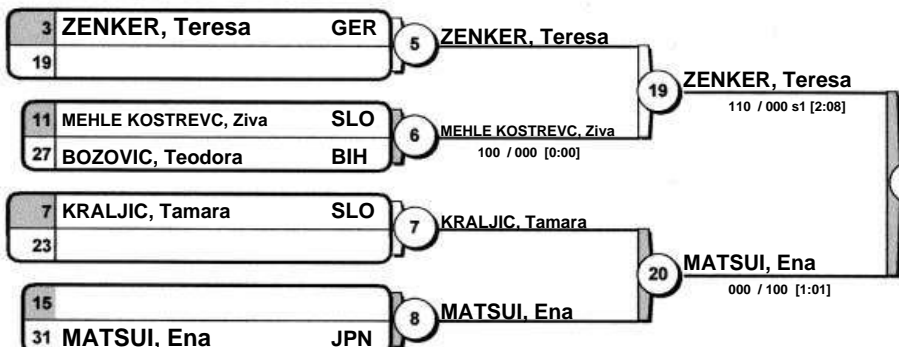 3 ZENKER, Teresa GER
19
5 ZENKER, Teresa
11 MEHLE KOSTREVC, Ziva SLO
27 BOZOVIC, Teodora BIH
6 MEHLE KOSTREVC, Ziva
100 / 000 [0:00]
19 ZENKER, Teresa
110 / 000 s1 [2:08]
7 KRALJIC, Tamara SLO
23
7 KRALJIC, Tamara
15
31 MATSUI, Ena JPN
8 MATSUI, Ena
20 MATSUI, Ena
000 / 100 [1:01]